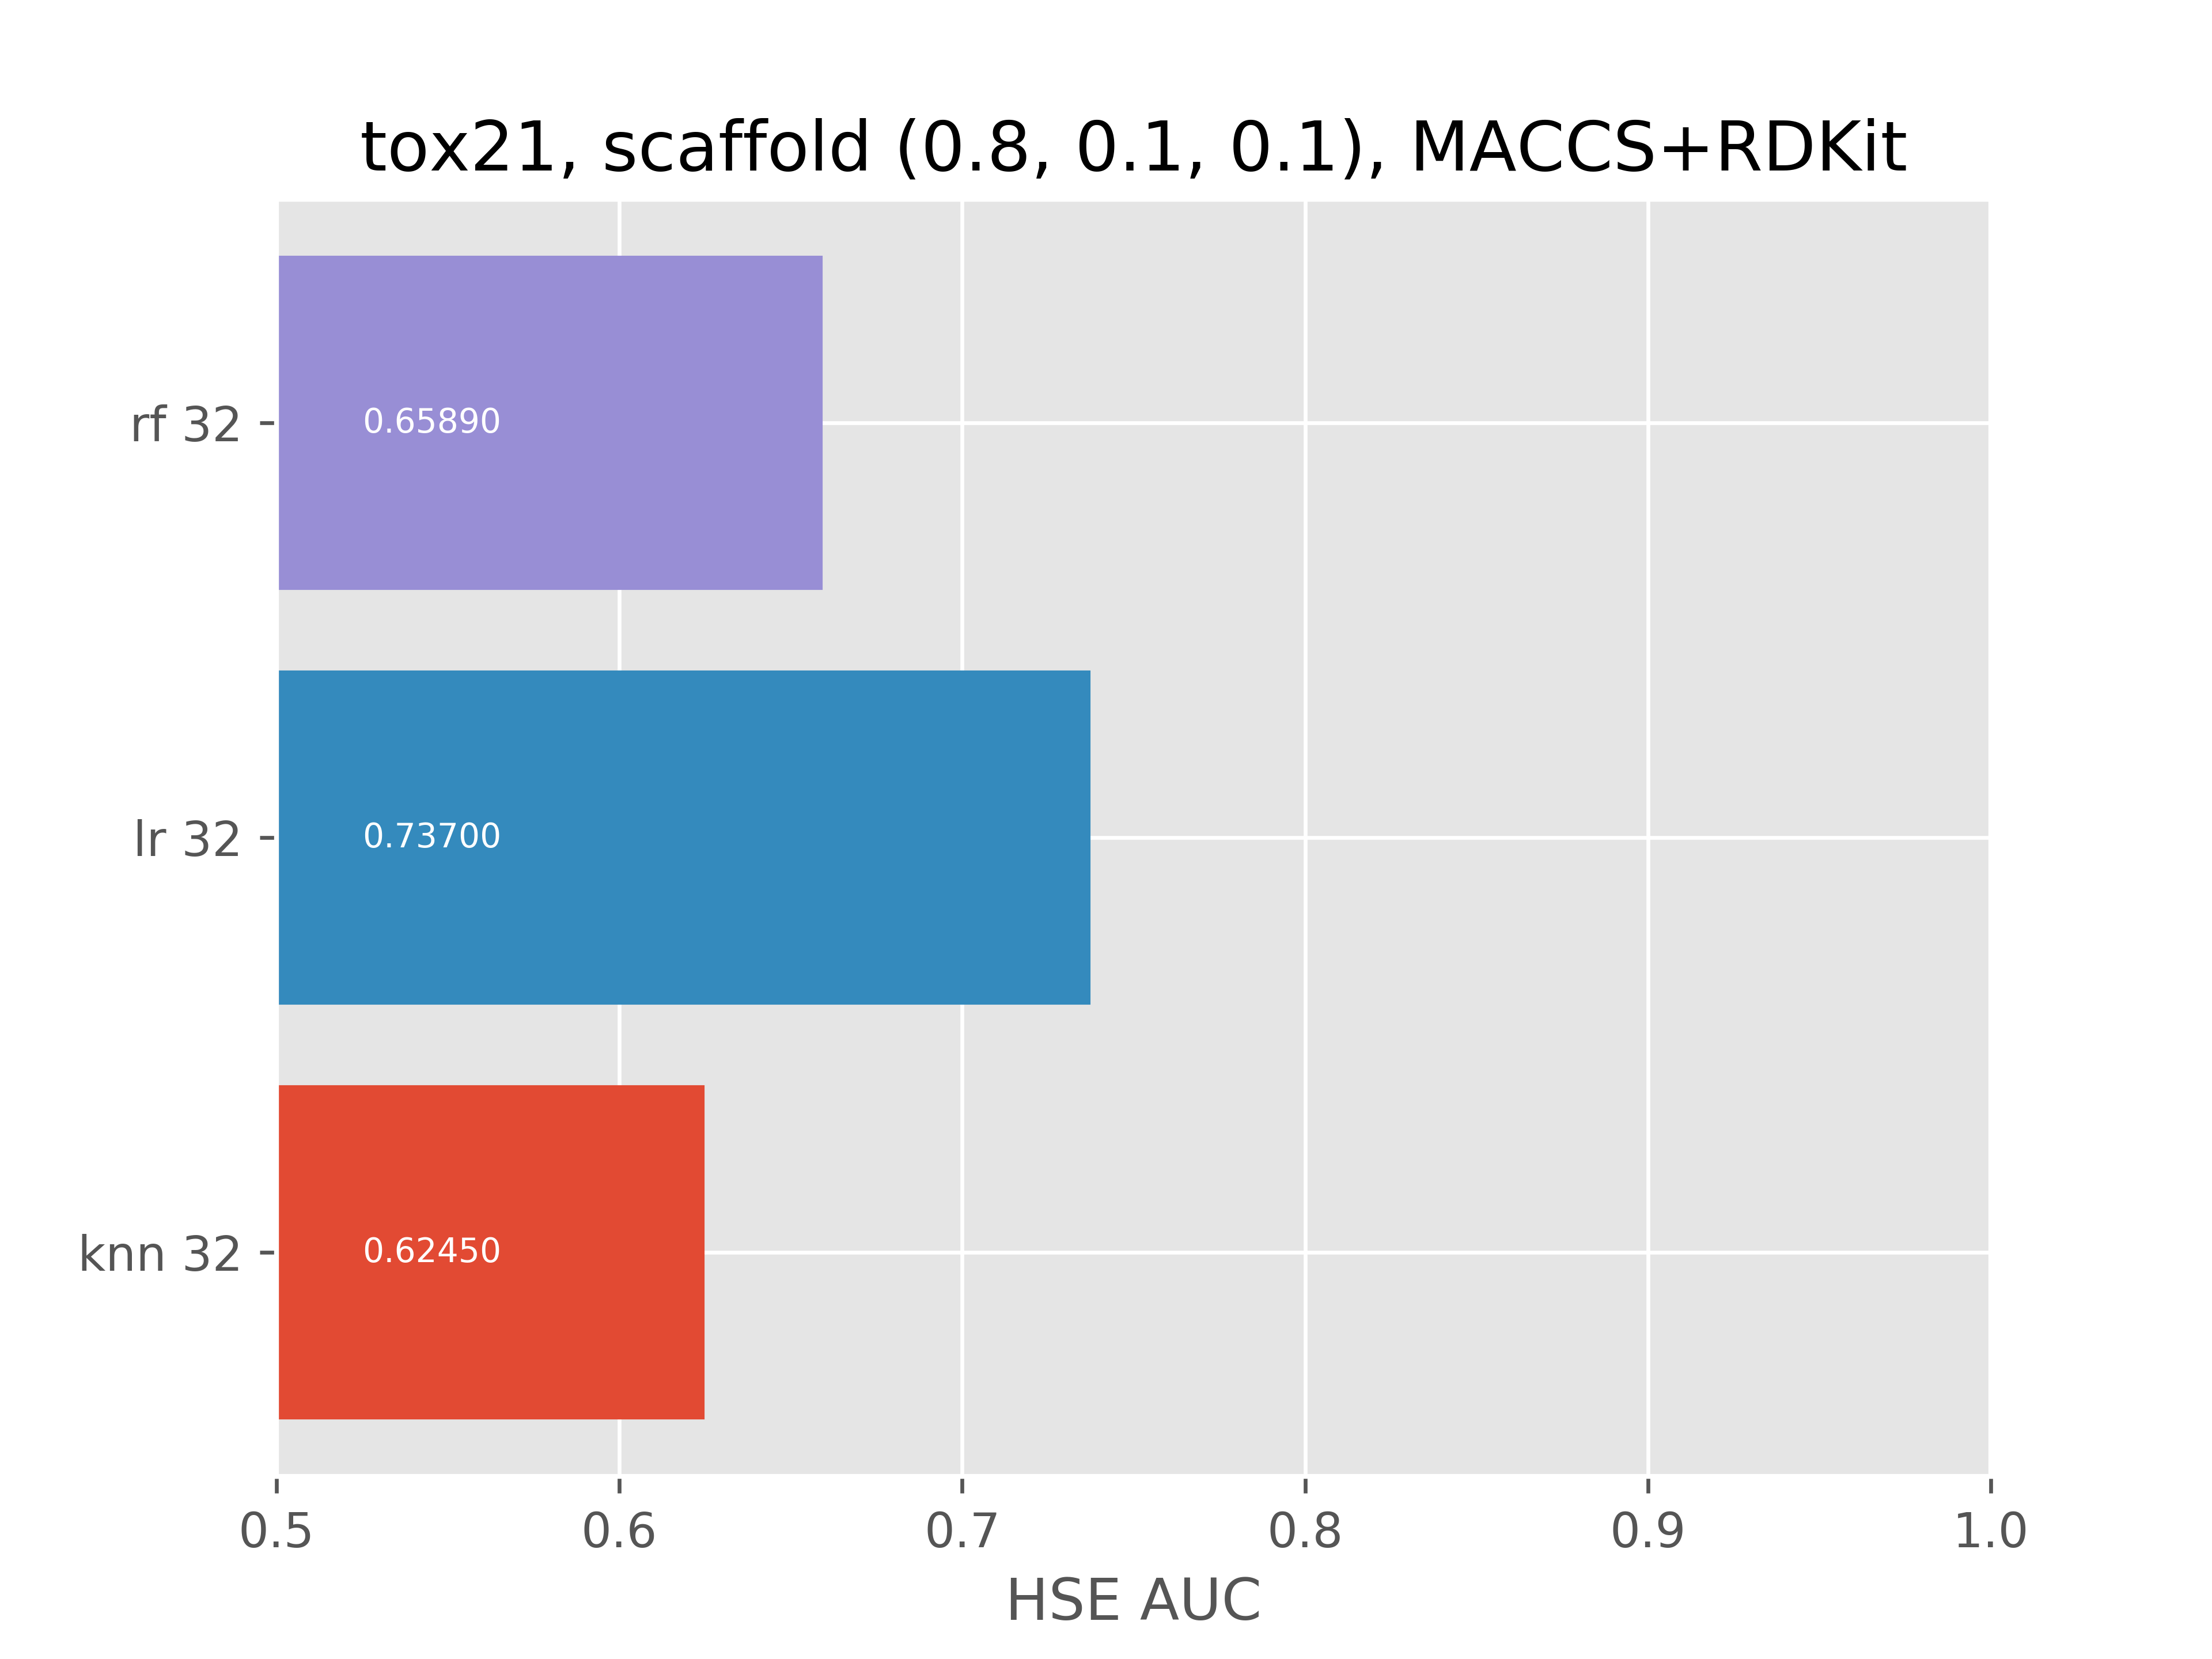 tox21, scaffold (0.8, 0.1, 0.1), MACCS+RDKit
rf 32
0.65890
lr 32
0.73700
knn 32
0.62450
0.5 0.6 0.7 0.8 0.9 1.0
HSE AUC